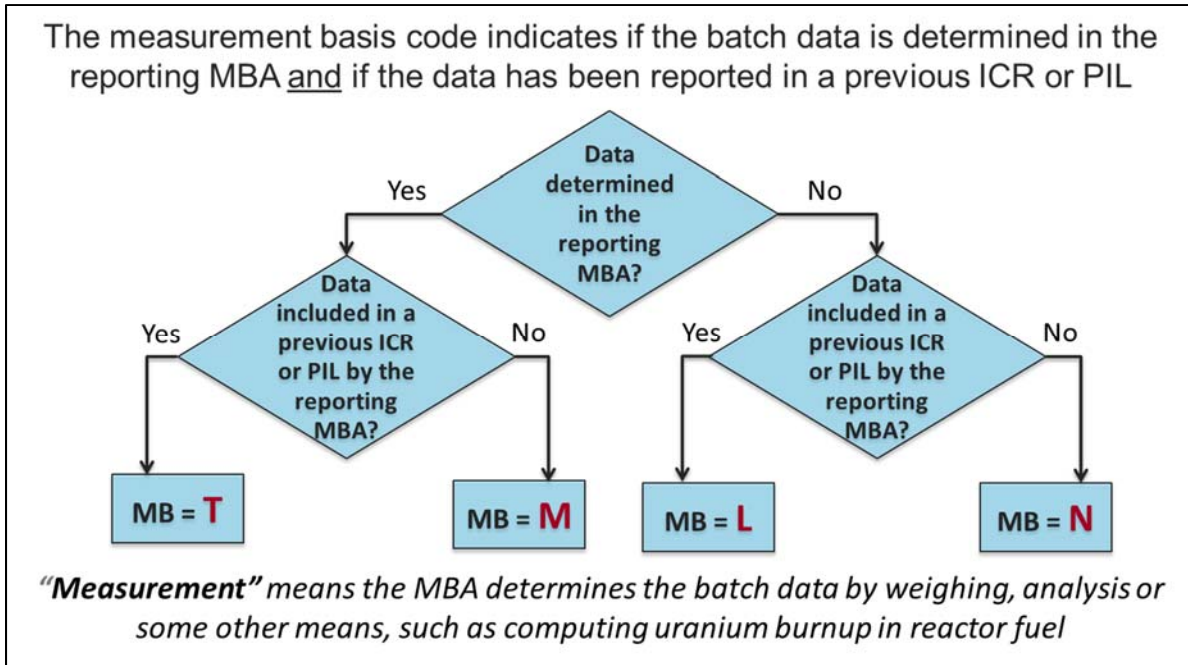 The measurement basis code indicates if the batch data is determined in the
reporting MBA and if the data has been reported in a previous ICR or PIL
Data
determined
in the
reporting
MBA?
Yes
No
Data
included in a
previous ICR
or PIL by the
reporting
MBA?
Yes
No
Data
included in a
previous ICR
or PIL by the
reporting
MBA?
Yes
No
MB = T
MB = M
MB = L
MB = N
“Measurement” means the MBA determines the batch data by weighing, analysis or
some other means, such as computing uranium burnup in reactor fuel